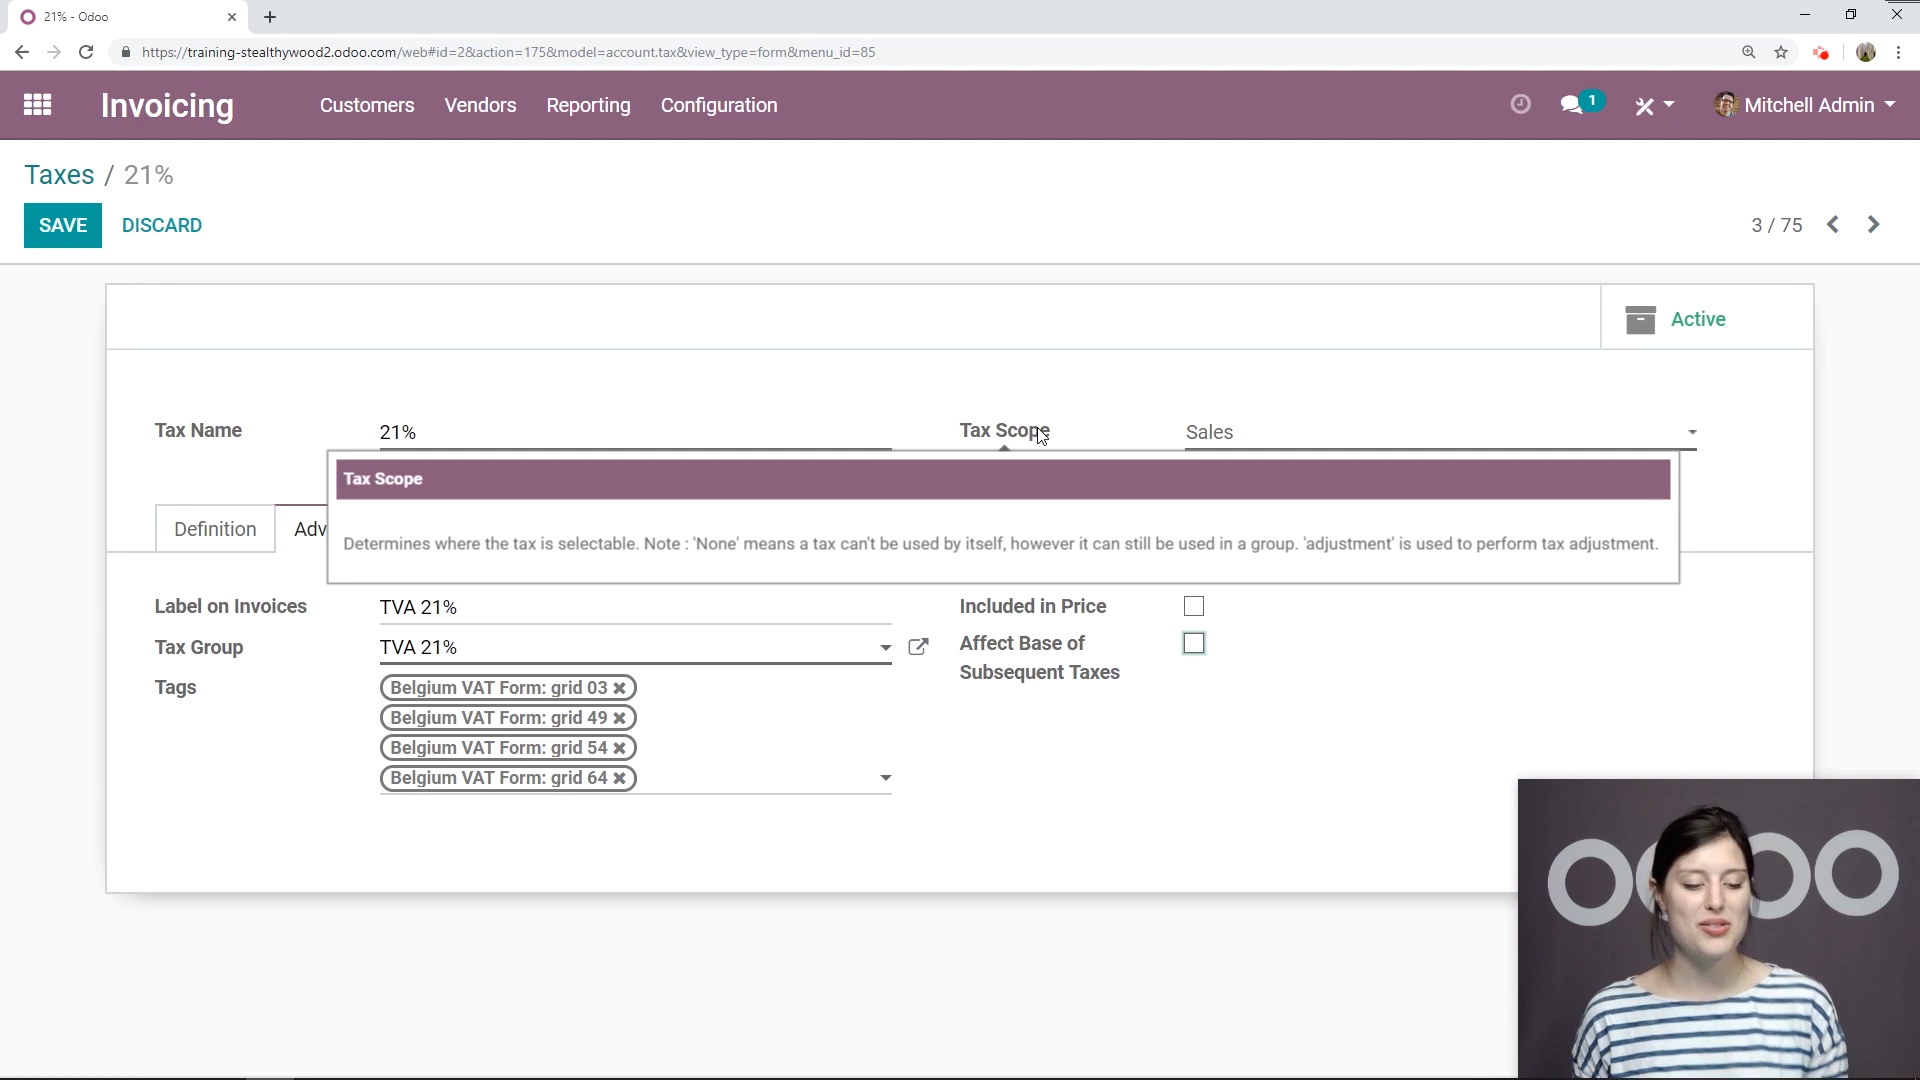 21% - Odoo
https://training-stealthywood2.odoo.com/web#id=2&action=175&model=account.tax&view_type=form&menu_id=85
Invoicing Customers Vendors Reporting Configuration 1 Mitchell Admin
Taxes / 21%
SAVE DISCARD 3 / 75
Active
Tax Name 21% Tax Scope Sales
Tax Scope
Definition Adv
Determines where the tax is selectable. Note : 'None' means a tax can't be used by itself, however it can still be used in a group. 'adjustment' is used to perform tax adjustment.
Label on Invoices TVA 21% Included in Price
Tax Group TVA 21% Affect Base of
Subsequent Taxes
Tags Belgium VAT Form: grid 03
Belgium VAT Form: grid 49
Belgium VAT Form: grid 54
Belgium VAT Form: grid 64